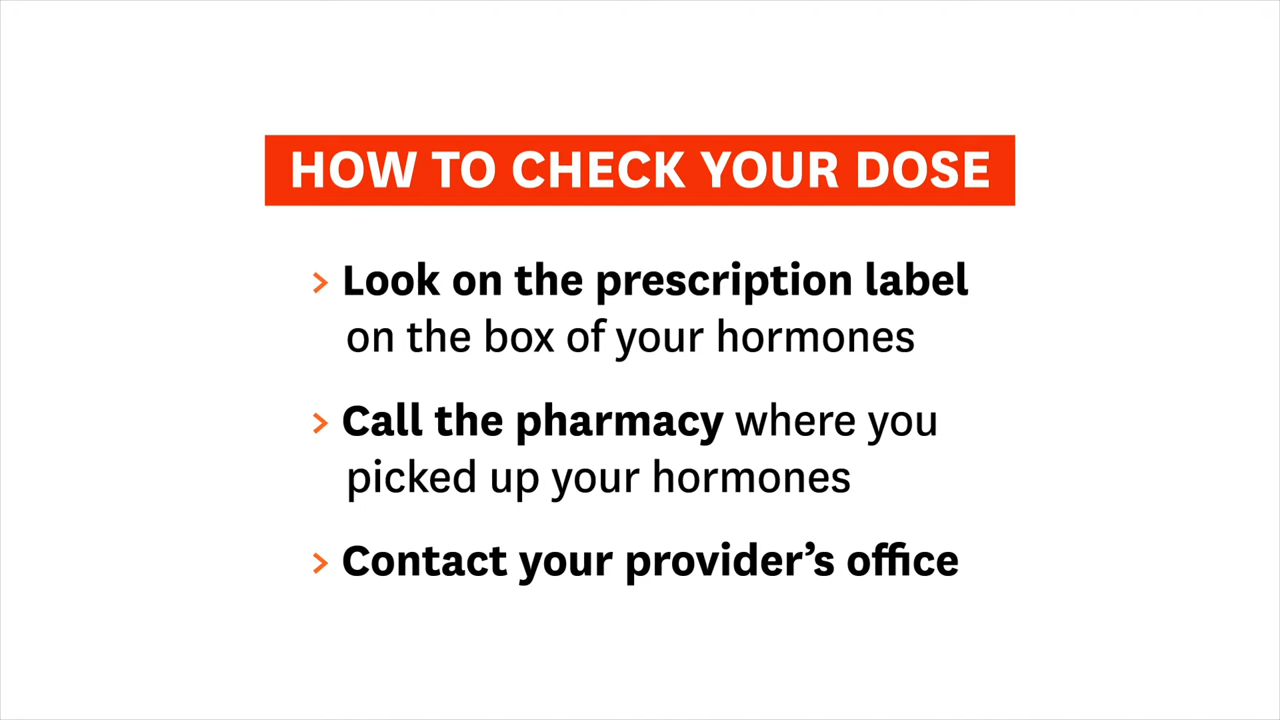 HOW TO CHECK YOUR DOSE
> Look on the prescription label
on the box of your hormones
> Call the pharmacy where you
picked up your hormones
> Contact your provider’s office